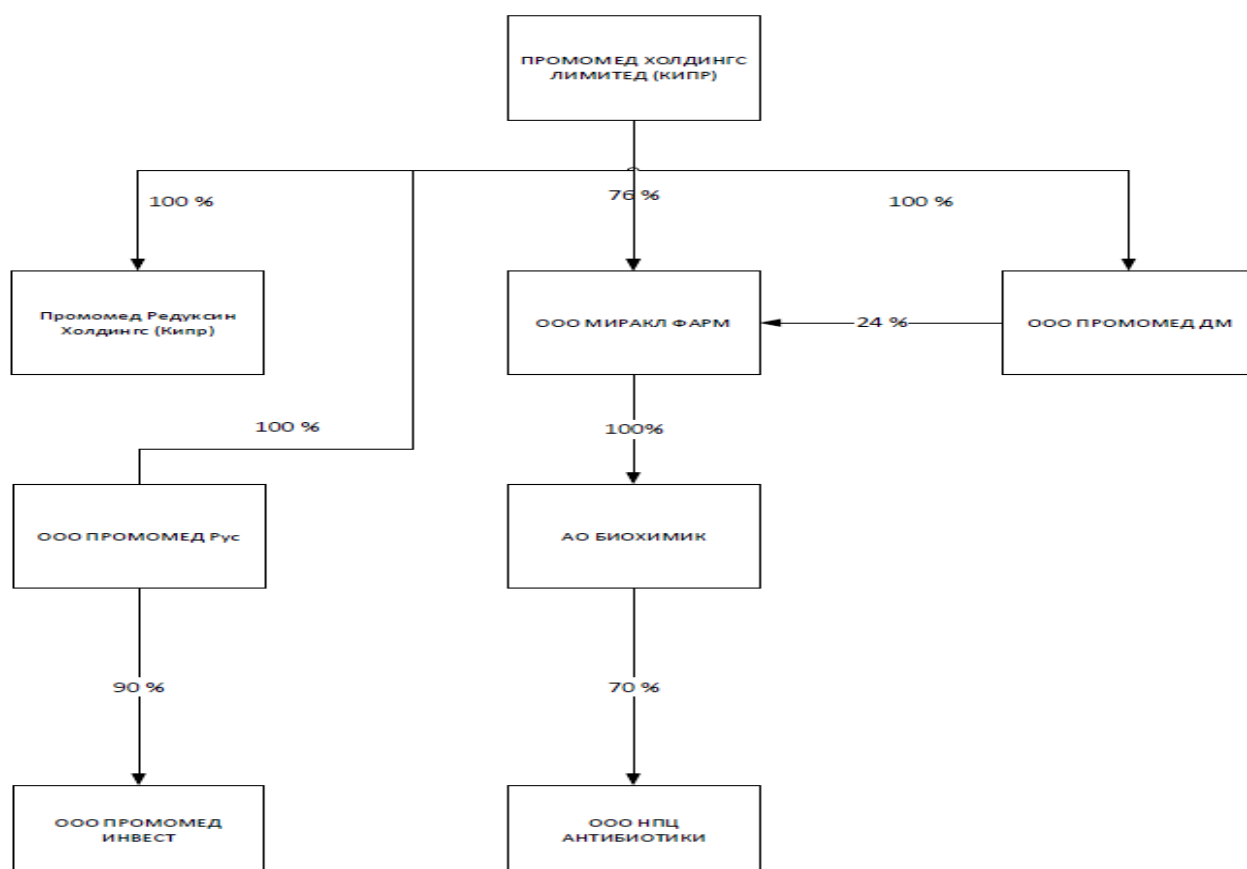 ПРОМОМЕД ХОЛДИНГС
ЛИМИТЕД (КИПР)
100 %
76 %
100 %
Промомед Редуксин
Холдингс (Кипр)
ООО МИРАКЛ ФАРМ
24 %
ООО ПРОМОМЕД ДМ
100 %
100%
ООО ПРОМОМЕД Рус
АО БИОХИМИК
90 %
70 %
ООО ПРОМОМЕД
ИНВЕСТ
ООО НПЦ
АНТИБИОТИКИ